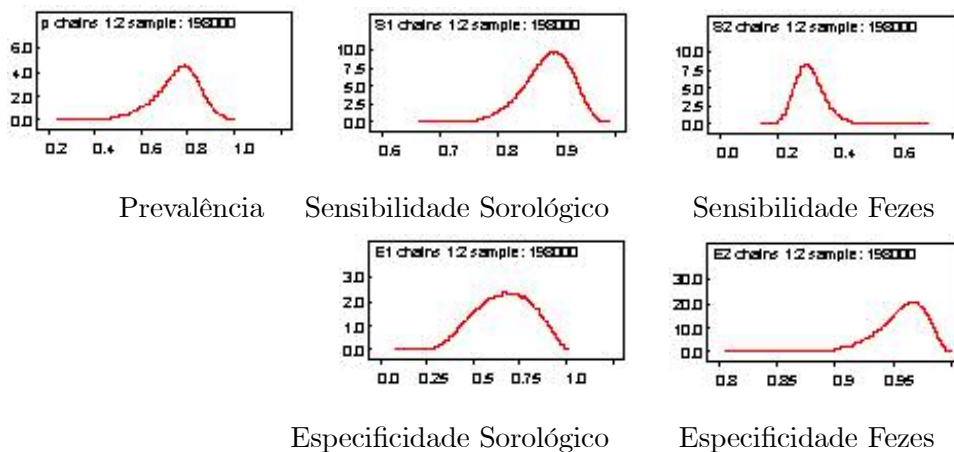 p chains 1:2 sample: 198000
6.0
4.0
2.0
0.0
0.2 0.4 0.6 0.8 1.0
S1 chains 1:2 sample: 198000
10.0
7.5
5.0
2.5
0.0
0.6 0.7 0.8 0.9
S2 chains 1:2 sample: 198000
10.0
7.5
5.0
2.5
0.0
0.0 0.2 0.4 0.6
Prevalência Sensibilidade Sorológico Sensibilidade Fezes
E1 chains 1:2 sample: 198000
3.0
2.0
1.0
0.0
0.0 0.25 0.5 0.75 1.0
E2 chains 1:2 sample: 198000
30.0
20.0
10.0
0.0
0.8 0.85 0.9 0.95
Especificidade Sorológico Especificidade Fezes